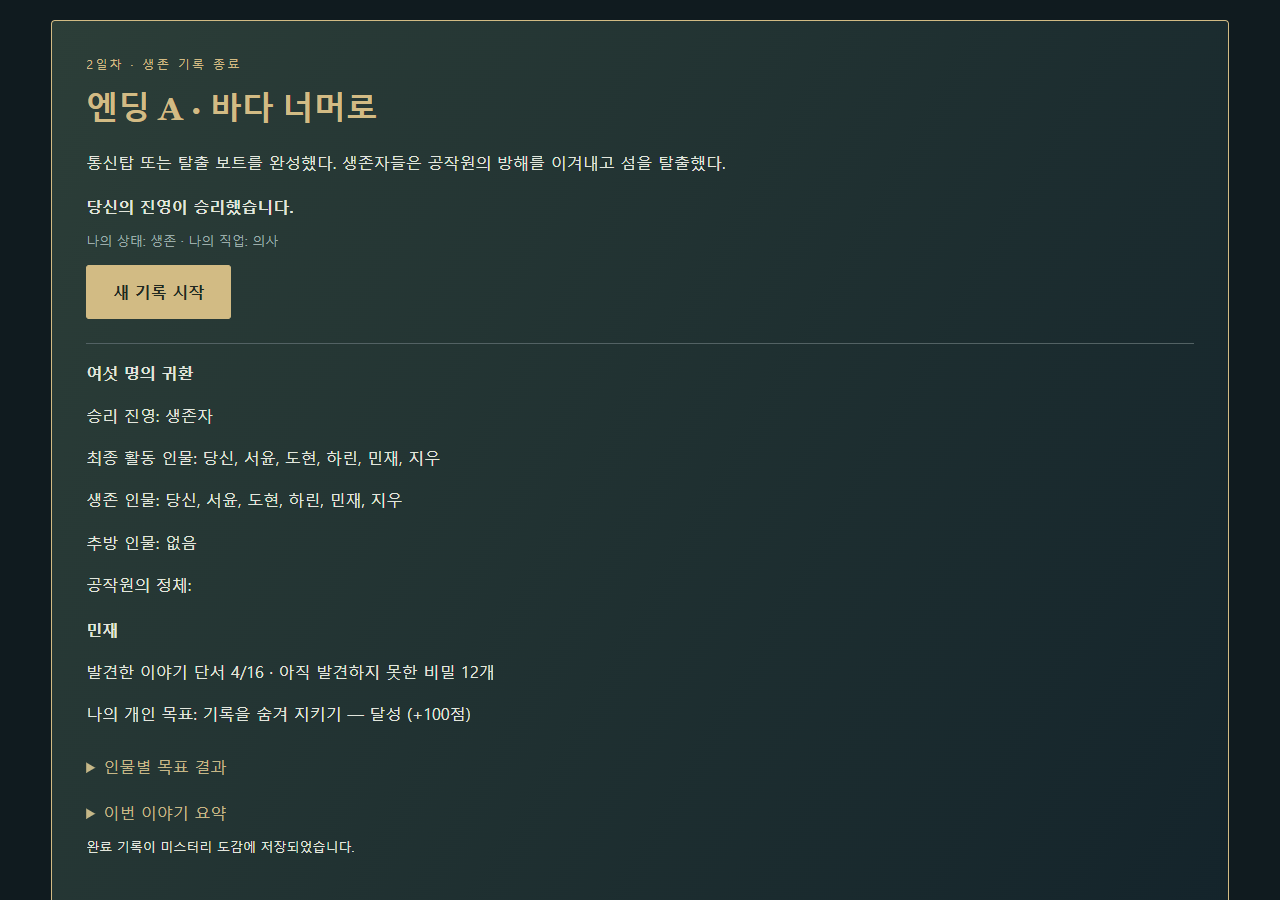 2일차 · 생존 기록 종료
엔딩 A · 바다 너머로
통신탑 또는 탈출 보트를 완성했다. 생존자들은 공작원의 방해를 이겨내고 섬을 탈출했다.
당신의 진영이 승리했습니다.
나의 상태: 생존 · 나의 직업: 의사
새 기록 시작
여섯 명의 귀환
승리 진영: 생존자
최종 활동 인물: 당신, 서윤, 도현, 하린, 민재, 지우
생존 인물: 당신, 서윤, 도현, 하린, 민재, 지우
추방 인물: 없음
공작원의 정체:
민재
발견한 이야기 단서 4/16 · 아직 발견하지 못한 비밀 12개
나의 개인 목표: 기록을 숨겨 지키기 — 달성 (+100점)
▶ 인물별 목표 결과
▶ 이번 이야기 요약
완료 기록이 미스터리 도감에 저장되었습니다.